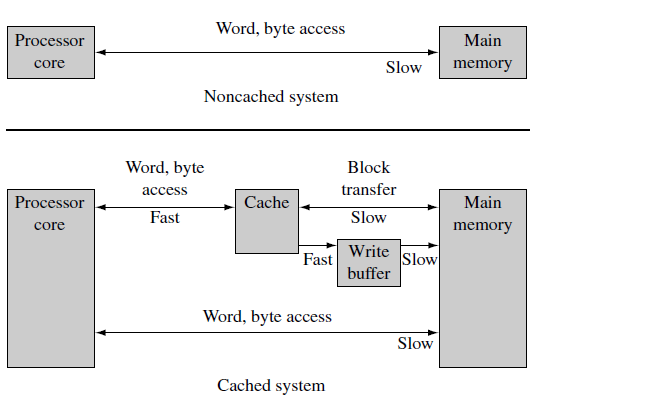 Word, byte access
Processor
core
Main
memory
Slow
Noncached system
Word, byte
access
Block
transfer
Processor
core
Fast
Cache
Slow
Main
memory
Fast
Write
buffer
Slow
Word, byte access
Slow
Cached system